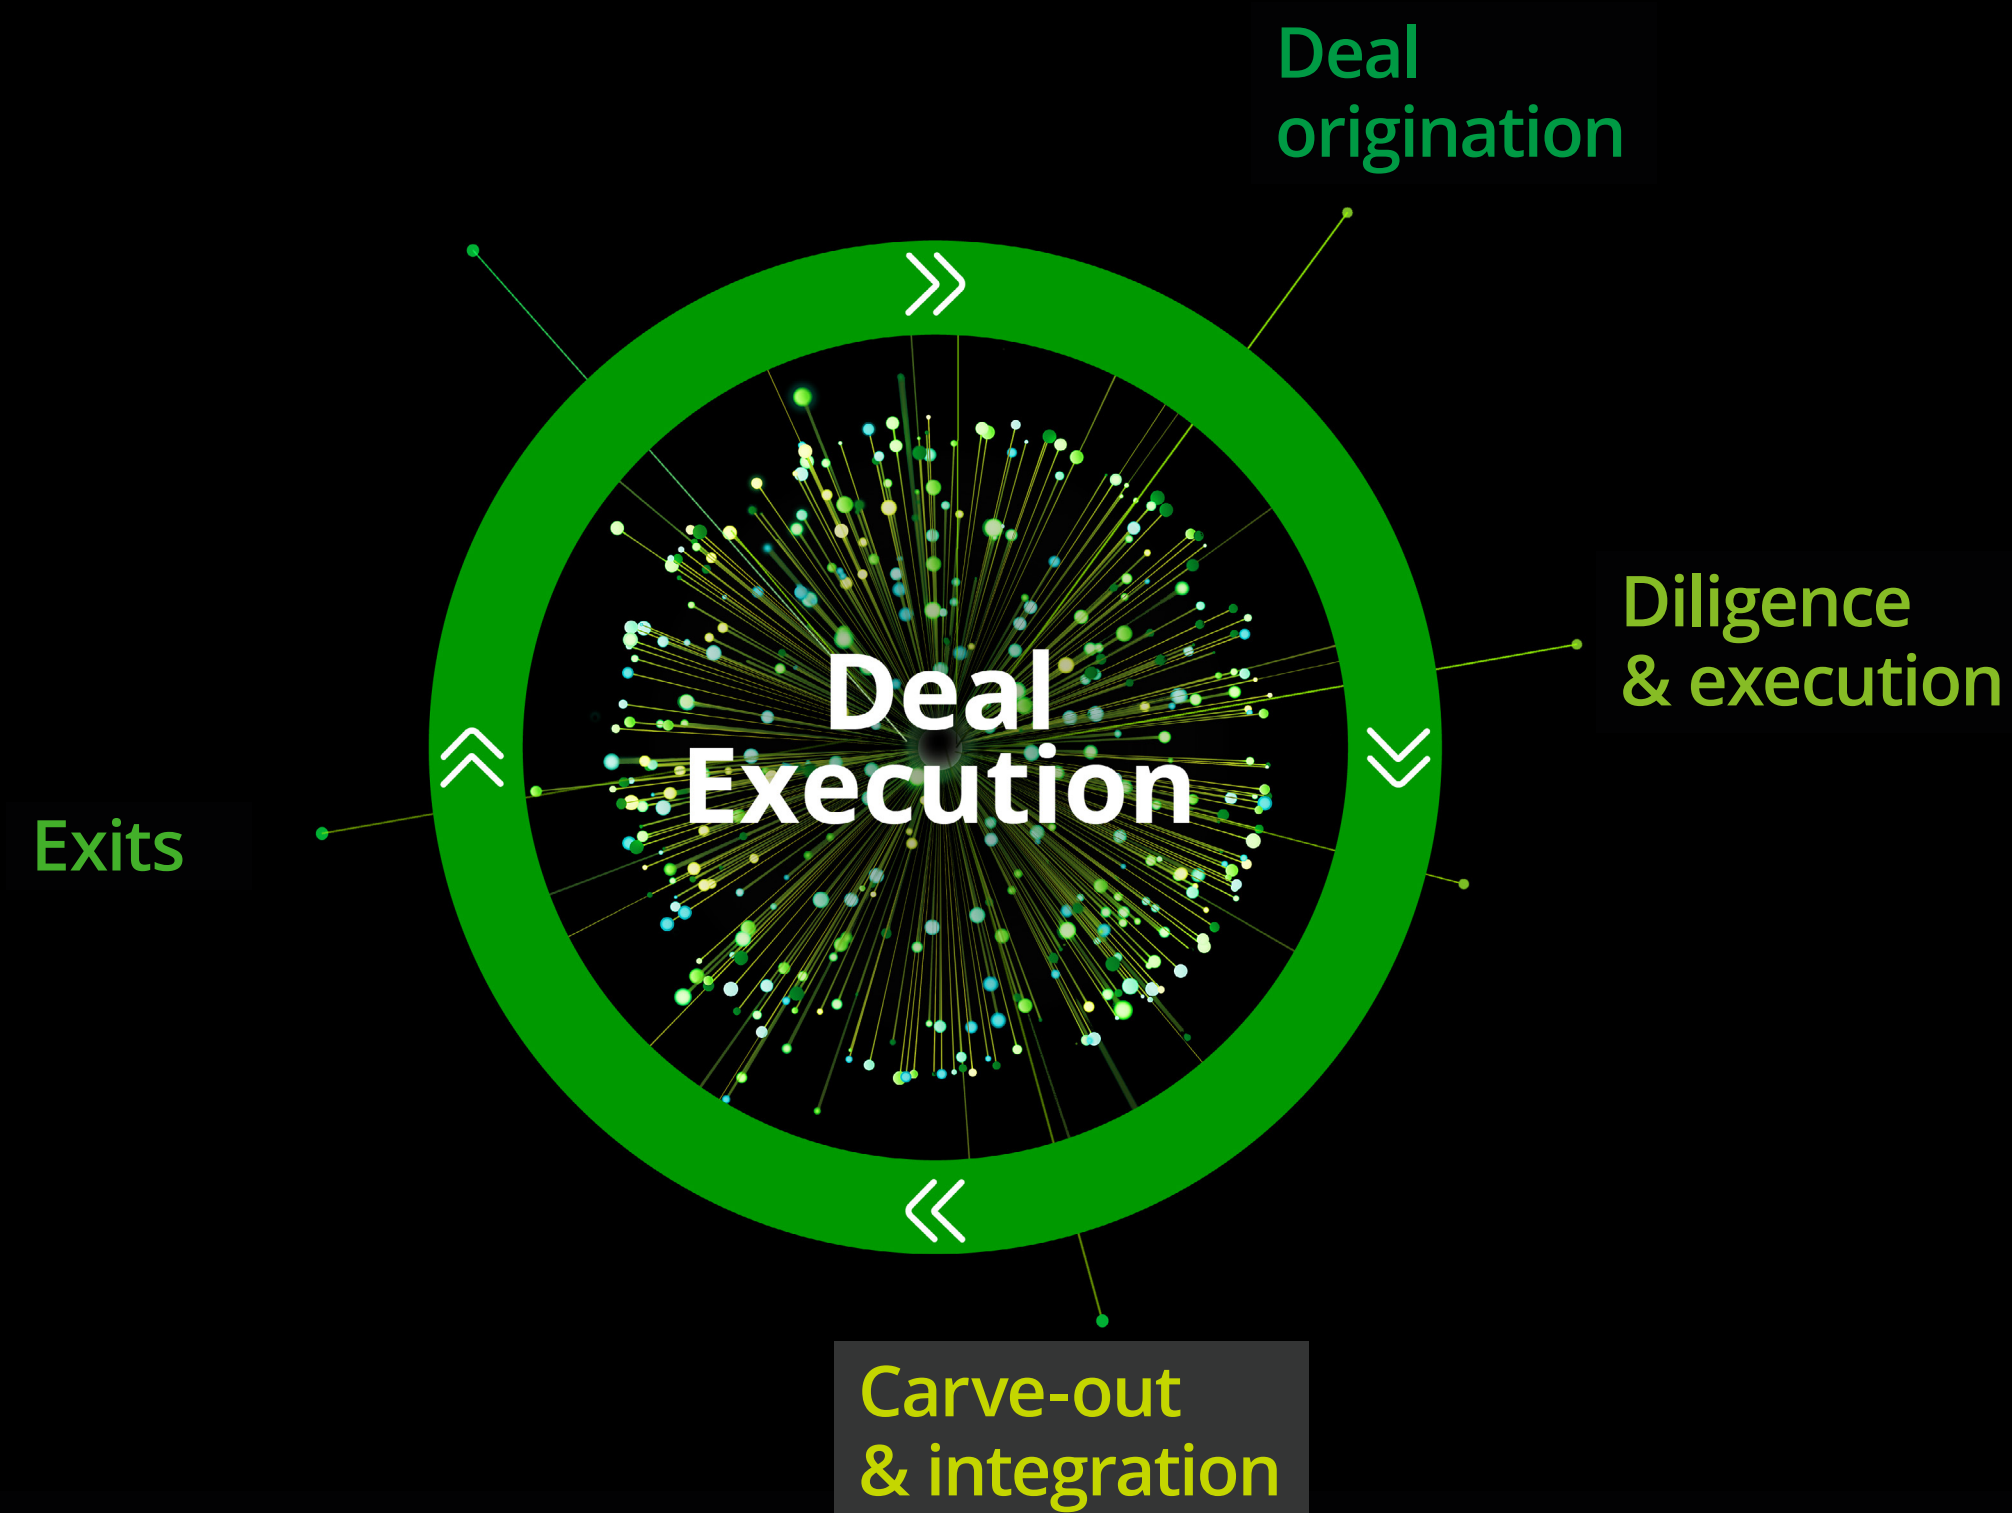 Deal
origination
Diligence
& execution
Deal
Execution
Exits
Carve-out
& integration